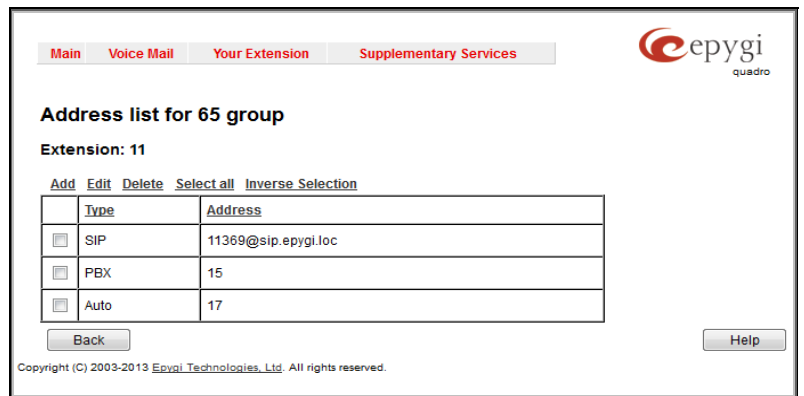 Main Voice Mail Your Extension Supplementary Services
epygi
quadro
Address list for 65 group
Extension: 11
Add Edit Delete Select all Inverse Selection
Type Address
SIP 11369@sip.epygi.loc
PBX 15
Auto 17
Back Help
Copyright (C) 2003-2013 Epygi Technologies, Ltd. All rights reserved.